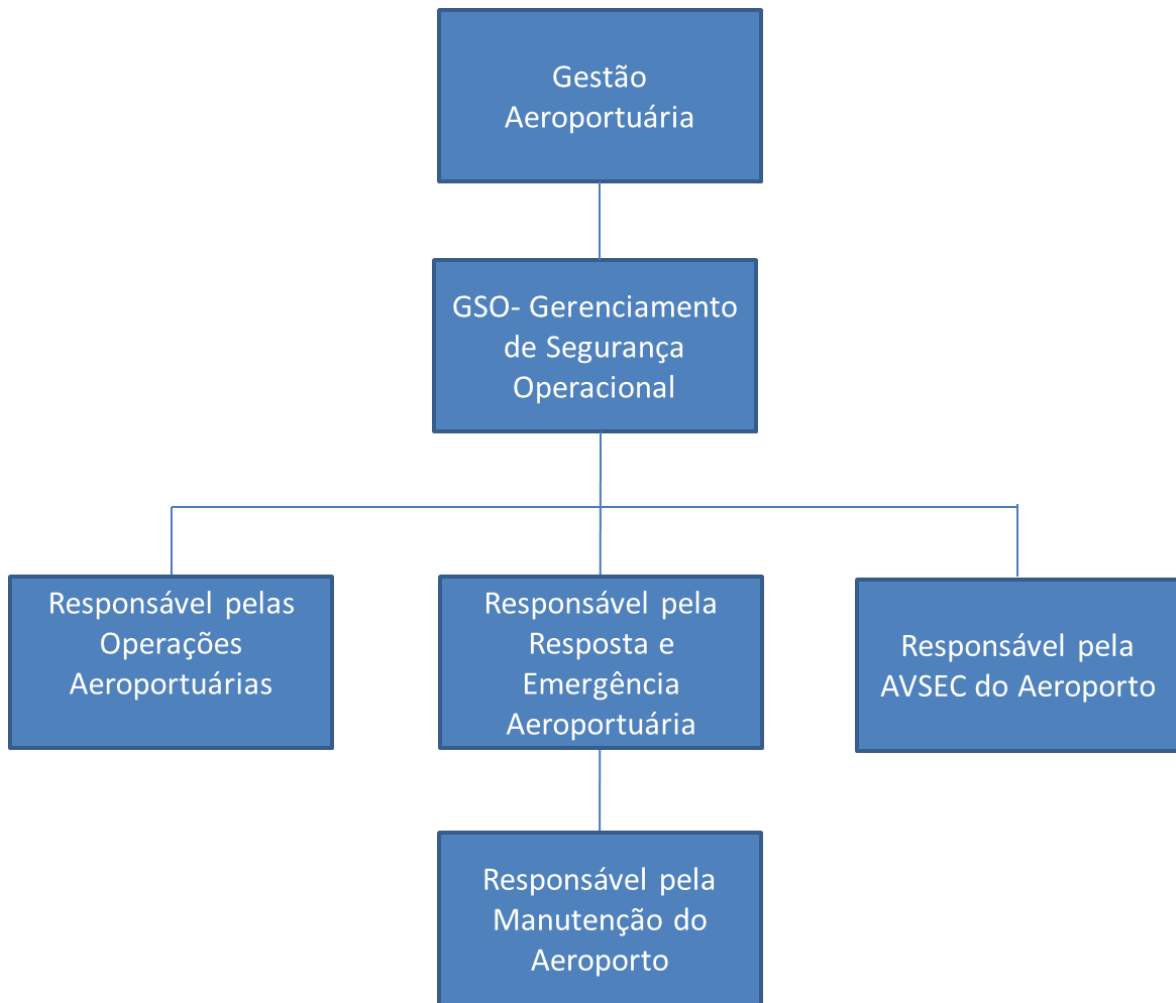 Gestão
Aeroportuária
GSO- Gerenciamento
de Segurança
Operacional
Responsável pelas
Operações
Aeroportuárias
Responsável pela
Resposta e
Emergência
Aeroportuária
Responsável pela
AVSEC do Aeroporto
Responsável pela
Manutenção do
Aeroporto